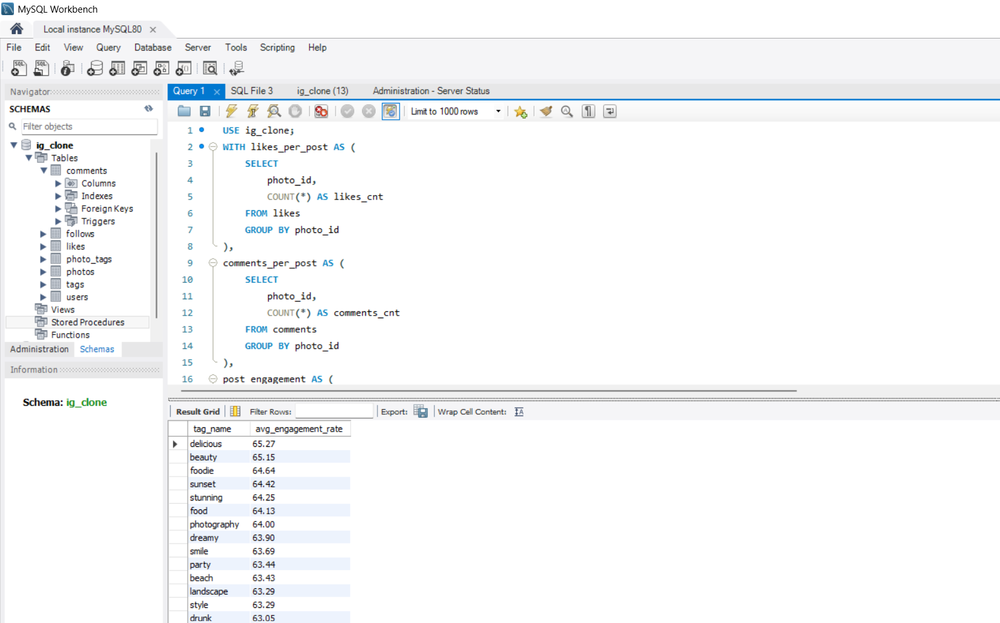 MySQL Workbench
Local instance MySQL80
File Edit View Query Database Server Tools Scripting Help
Navigator
SCHEMAS
Filter objects
ig_clone
Tables
comments
Columns
Indexes
Foreign Keys
Triggers
follows
likes
photo_tags
photos
tags
users
Views
Stored Procedures
Functions
Administration Schemas
Information
Schema: ig_clone
Query 1 SQL File 3 ig_clone (13) Administration - Server Status
Limit to 1000 rows
1 USE ig_clone;
2 WITH likes_per_post AS (
3 SELECT
4 photo_id,
5 COUNT(*) AS likes_cnt
6 FROM likes
7 GROUP BY photo_id
8 ),
9 comments_per_post AS (
10 SELECT
11 photo_id,
12 COUNT(*) AS comments_cnt
13 FROM comments
14 GROUP BY photo_id
15 ),
16 post_engagement AS (
Result Grid Filter Rows: Export: Wrap Cell Content:
tag_name avg_engagement_rate
delicious 65.27
beauty 65.15
foodie 64.64
sunset 64.42
stunning 64.25
food 64.13
photography 64.00
dreamy 63.90
smile 63.69
party 63.44
beach 63.43
landscape 63.29
style 63.29
drunk 63.05